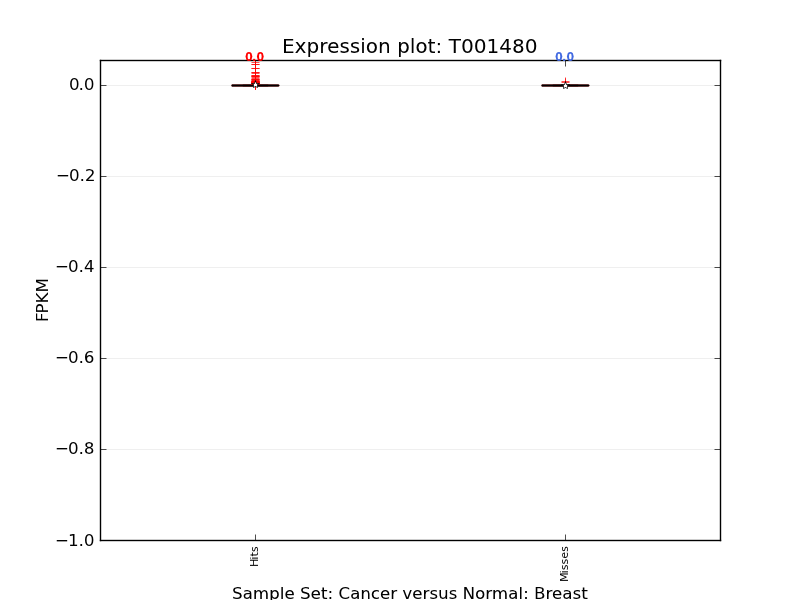 Expression plot: T001480
0.0 0.0
0.0
−0.2
−0.4
−0.6
−0.8
−1.0
FPKM
Hits Misses
Sample Set: Cancer versus Normal: Breast